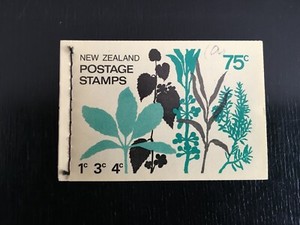 NEW ZEALAND
POSTAGE
STAMPS
75c
1c 3c 4c